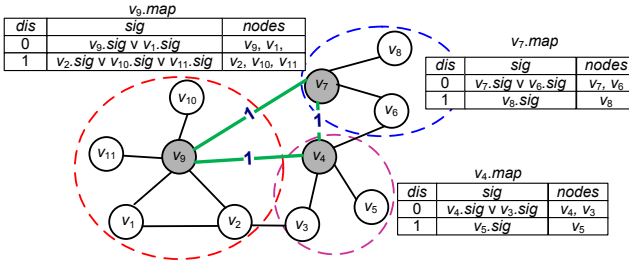 v9.map
dis sig nodes
0 v9.sig ∨ v1.sig v9, v1,
1 v2.sig ∨ v10.sig ∨ v11.sig v2, v10, v11
v7.map
dis sig nodes
0 v7.sig ∨ v6.sig v7, v6
1 v8.sig v8
v8
v7
v10
v6
1
1
v11
v9
1
v4
v4.map
dis sig nodes
0 v4.sig ∨ v3.sig v4, v3
1 v5.sig v5
v5
v1
v2
v3